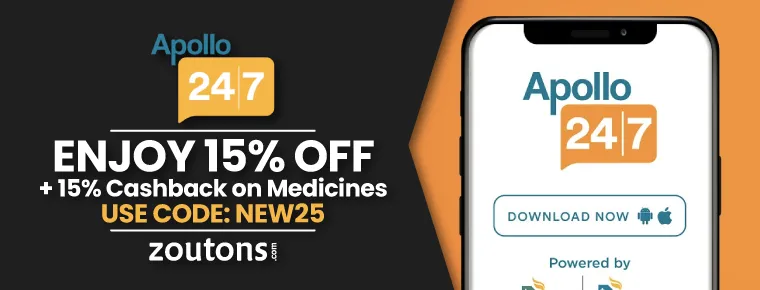 Apollo
24|7
ENJOY 15% OFF
+ 15% Cashback on Medicines
USE CODE: NEW25
zoutons.com
Apollo
24|7
DOWNLOAD NOW
Powered by